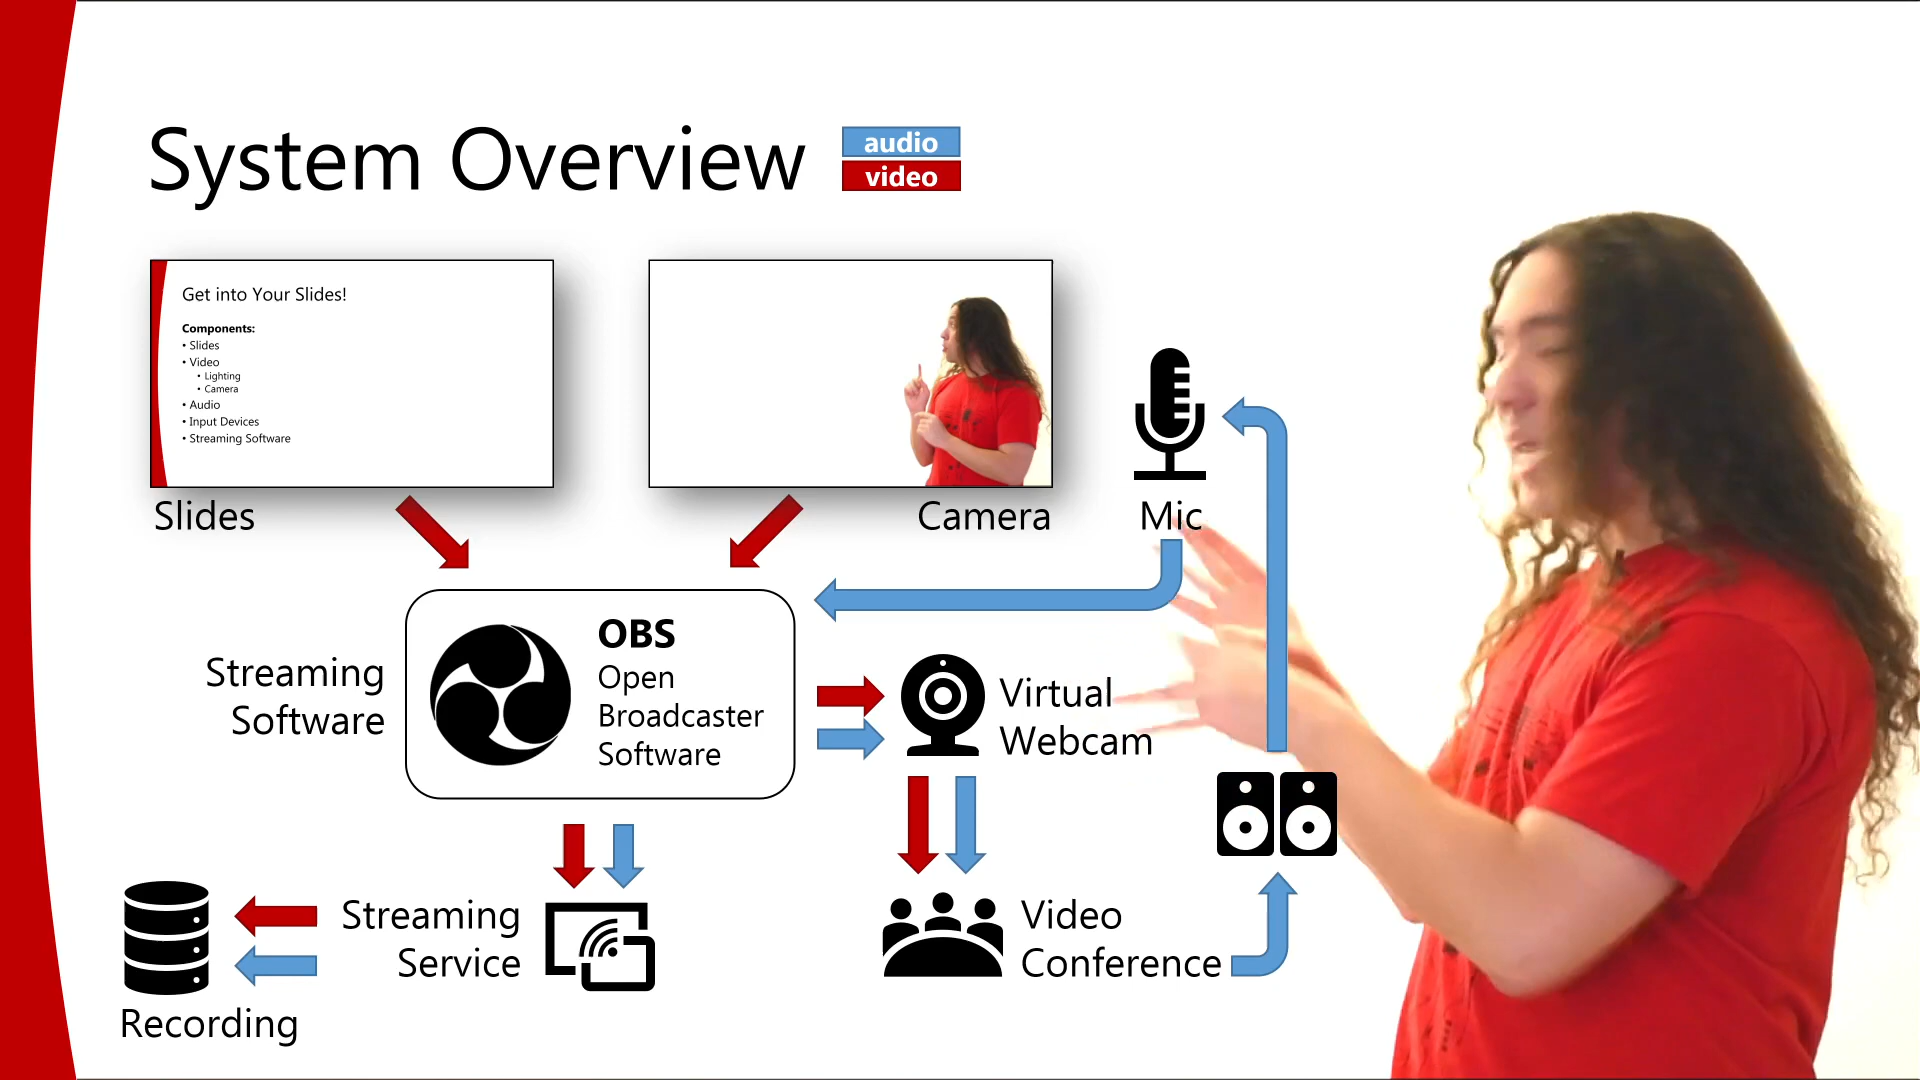 System Overview
audio
video
Get into Your Slides!
Components:
• Slides
• Video
• Lighting
• Camera
• Audio
• Input Devices
• Streaming Software
Slides
Camera
Mic
Streaming
Software
OBS
Open
Broadcaster
Software
Virtual
Webcam
Streaming
Service
Video
Conference
Recording